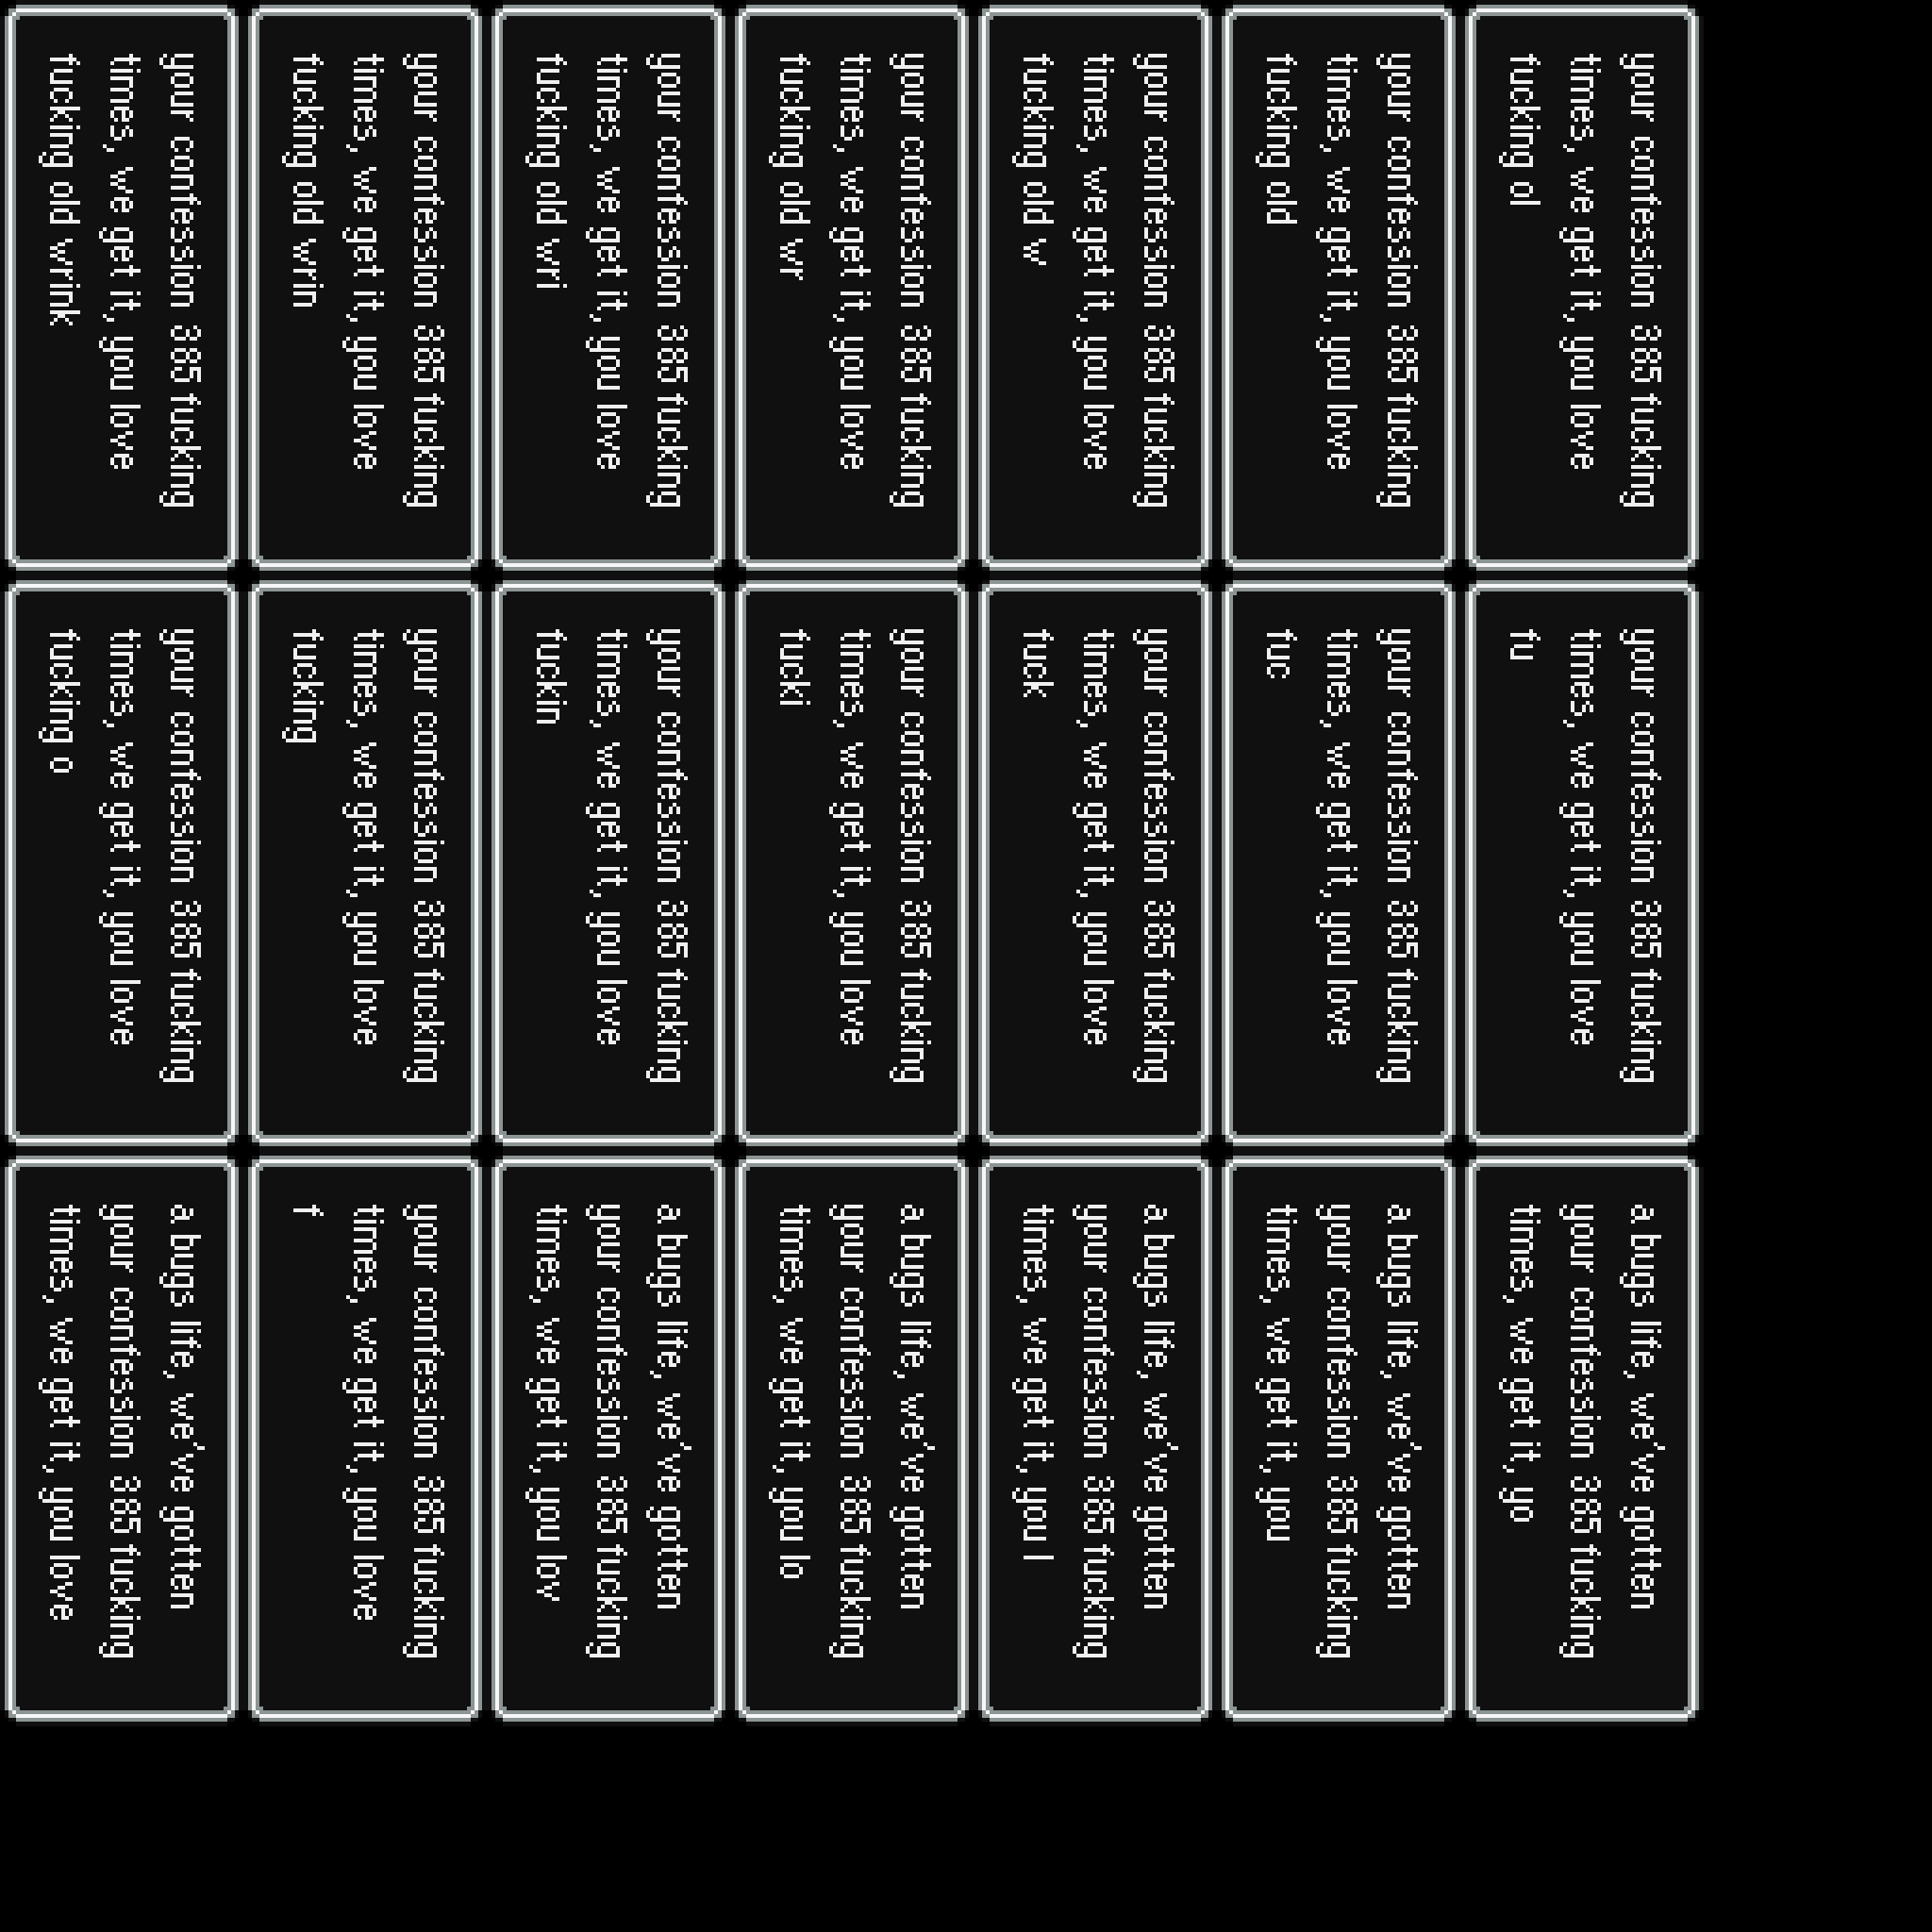 your confession 385 fucking
times, we get it, you love
fucking ol
your confession 385 fucking
times, we get it, you love
fu
a bugs life, we've gotten
your confession 385 fucking
times, we get it, yo
your confession 385 fucking
times, we get it, you love
fucking old
your confession 385 fucking
times, we get it, you love
fuc
a bugs life, we've gotten
your confession 385 fucking
times, we get it, you
your confession 385 fucking
times, we get it, you love
fucking old w
your confession 385 fucking
times, we get it, you love
fuck
a bugs life, we've gotten
your confession 385 fucking
times, we get it, you l
your confession 385 fucking
times, we get it, you love
fucking old wr
your confession 385 fucking
times, we get it, you love
fucki
a bugs life, we've gotten
your confession 385 fucking
times, we get it, you lo
your confession 385 fucking
times, we get it, you love
fucking old wri
your confession 385 fucking
times, we get it, you love
fuckin
a bugs life, we've gotten
your confession 385 fucking
times, we get it, you lov
your confession 385 fucking
times, we get it, you love
fucking old wrin
your confession 385 fucking
times, we get it, you love
fucking
your confession 385 fucking
times, we get it, you love
f
your confession 385 fucking
times, we get it, you love
fucking old wrink
your confession 385 fucking
times, we get it, you love
fucking o
a bugs life, we've gotten
your confession 385 fucking
times, we get it, you love